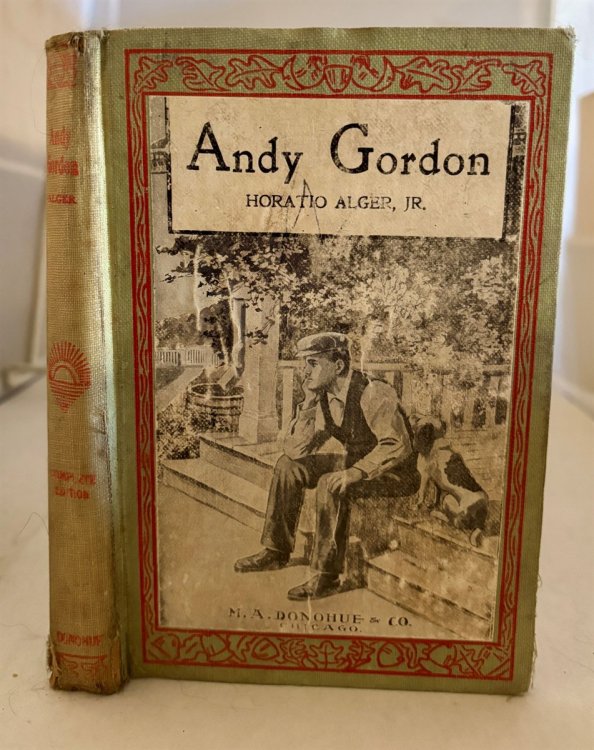 Andy
Gordon
ALGER
COMPLETE
EDITION
DONOHUE
Andy Gordon
HORATIO ALGER, JR.
M. A. DONOHUE & CO.
CHICAGO.